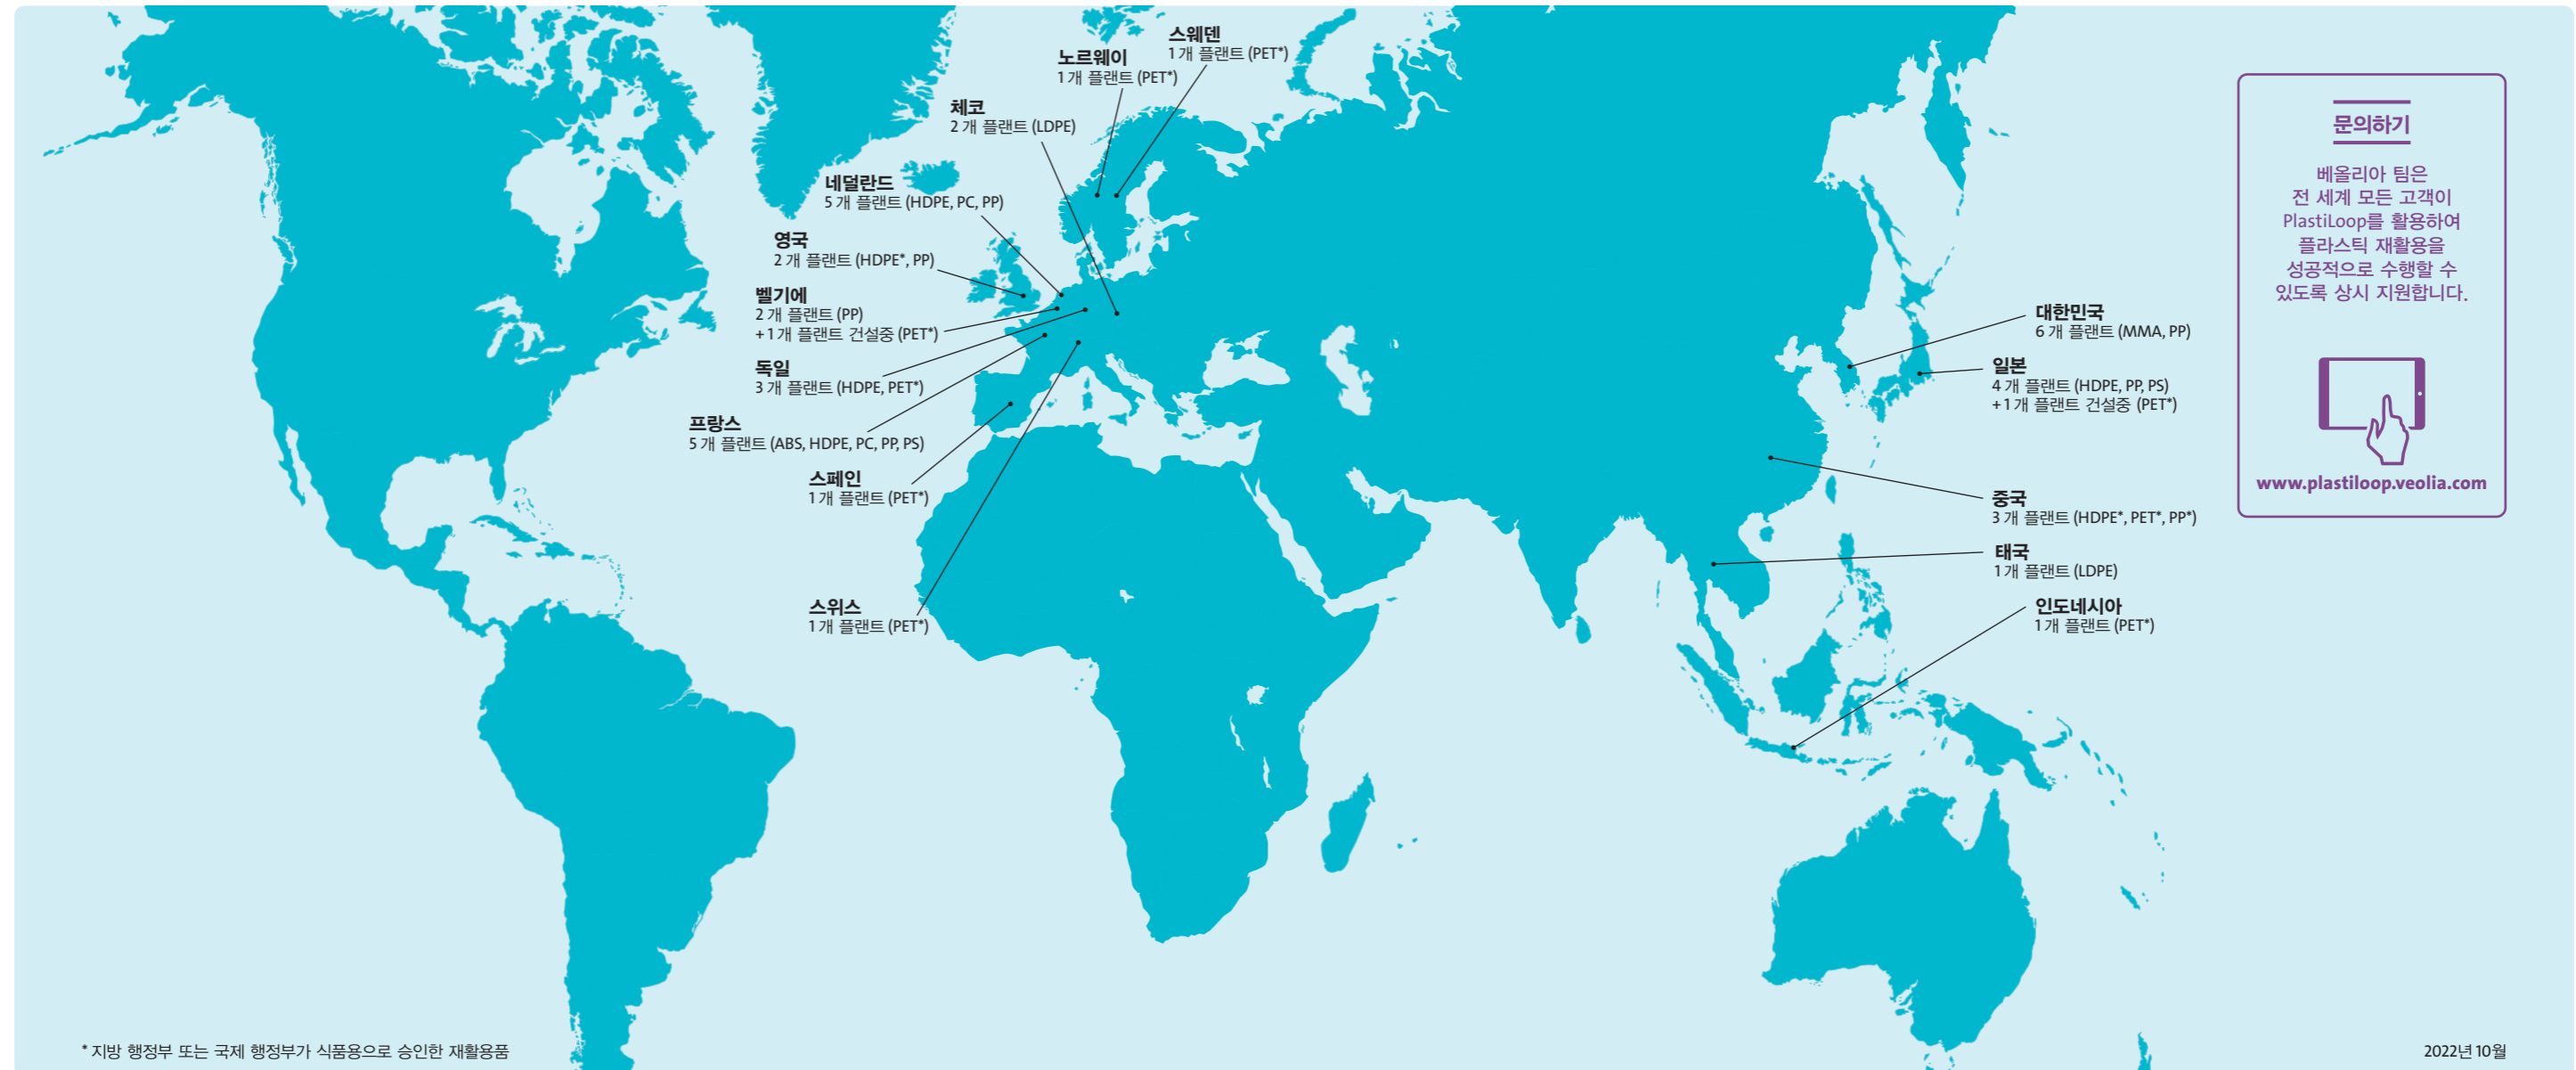 스웨덴
1개 플랜트 (PET*)
노르웨이
1개 플랜트 (PET*)
체코
2개 플랜트 (LDPE)
네덜란드
5개 플랜트 (HDPE, PC, PP)
영국
2개 플랜트 (HDPE*, PP)
벨기에
2개 플랜트 (PP)
+1개 플랜트 건설중 (PET*)
독일
3개 플랜트 (HDPE, PET*)
프랑스
5개 플랜트 (ABS, HDPE, PC, PP, PS)
스페인
1개 플랜트 (PET*)
스위스
1개 플랜트 (PET*)
대한민국
6개 플랜트 (MMA, PP)
일본
4개 플랜트 (HDPE, PP, PS)
+1개 플랜트 건설중 (PET*)
중국
3개 플랜트 (HDPE*, PET*, PP*)
태국
1개 플랜트 (LDPE)
인도네시아
1개 플랜트 (PET*)
문의하기
베올리아 팀은
전 세계 모든 고객이
PlastiLoop를 활용하여
플라스틱 재활용을
성공적으로 수행할 수
있도록 상시 지원합니다.
www.plastiloop.veolia.com
* 지방 행정부 또는 국제 행정부가 식품용으로 승인한 재활용품
2022년 10월